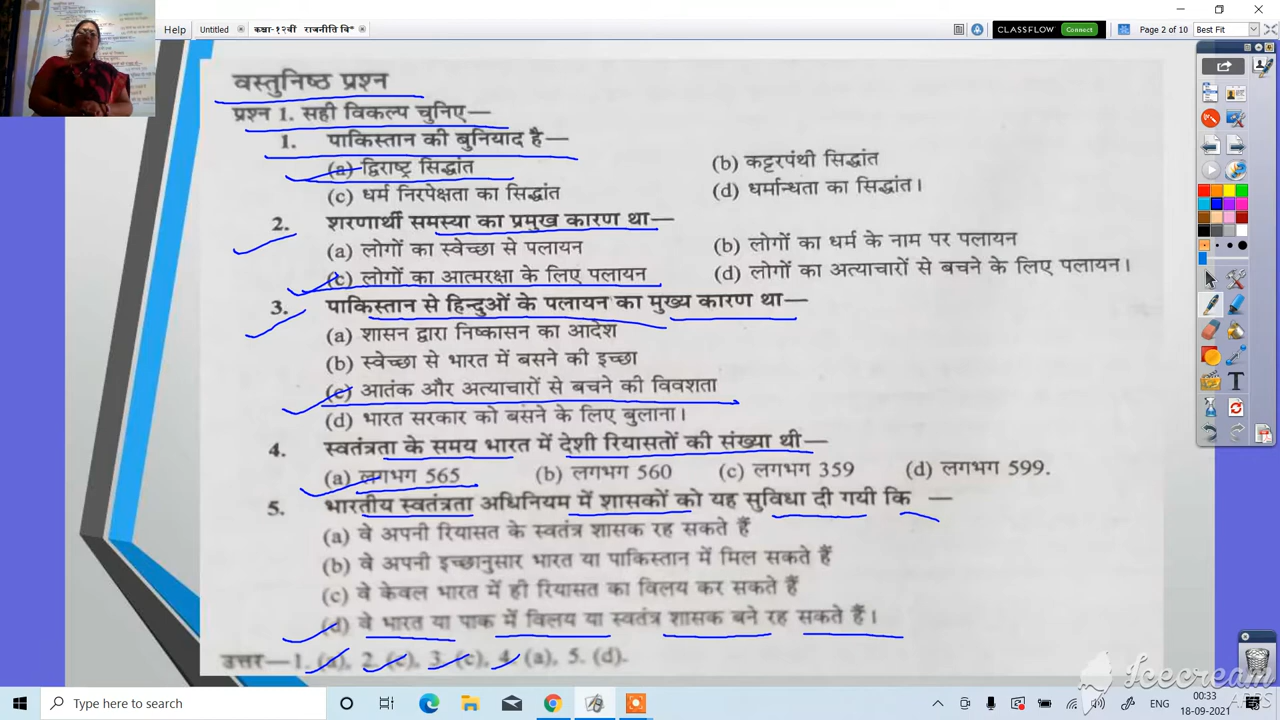 Help Untitled कक्षा-१२वीं राजनीति वि* CLASSFLOW Connect Page 2 of 10 Best Fit
वस्तुनिष्ठ प्रश्न
प्रश्न 1. सही विकल्प चुनिए—
1. पाकिस्तान की बुनियाद है—
(a) द्विराष्ट्र सिद्धांत (b) कट्टरपंथी सिद्धांत
(c) धर्म निरपेक्षता का सिद्धांत (d) धर्मान्धता का सिद्धांत।
2. शरणार्थी समस्या का प्रमुख कारण था—
(a) लोगों का स्वेच्छा से पलायन (b) लोगों का धर्म के नाम पर पलायन
(c) लोगों का आत्मरक्षा के लिए पलायन (d) लोगों का अत्याचारों से बचने के लिए पलायन।
3. पाकिस्तान से हिन्दुओं के पलायन का मुख्य कारण था—
(a) शासन द्वारा निष्कासन का आदेश
(b) स्वेच्छा से भारत में बसने की इच्छा
(c) आतंक और अत्याचारों से बचने की विवशता
(d) भारत सरकार को बसने के लिए बुलाना।
4. स्वतंत्रता के समय भारत में देशी रियासतों की संख्या थी—
(a) लगभग 565 (b) लगभग 560 (c) लगभग 359 (d) लगभग 599.
5. भारतीय स्वतंत्रता अधिनियम में शासकों को यह सुविधा दी गयी कि —
(a) वे अपनी रियासत के स्वतंत्र शासक रह सकते हैं
(b) वे अपनी इच्छानुसार भारत या पाकिस्तान में मिल सकते हैं
(c) वे केवल भारत में ही रियासत का विलय कर सकते हैं
(d) वे भारत या पाक में विलय या स्वतंत्र शासक बने रह सकते हैं।
उत्तर—1. (a), 2. (c), 3. (c), 4. (a), 5. (d).
Icecream
APPS
Type here to search ENG 00:33
18-09-2021